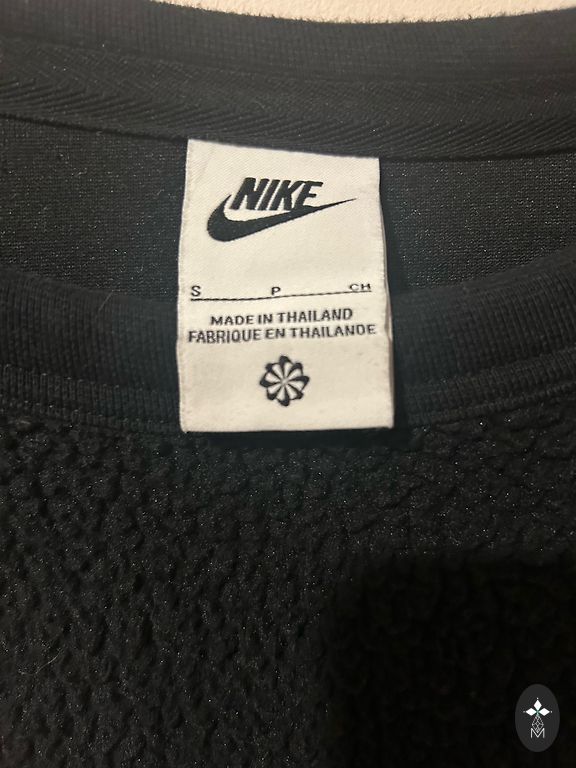 NIKE
S P CH
MADE IN THAILAND
FABRIQUE EN THAILANDE
M